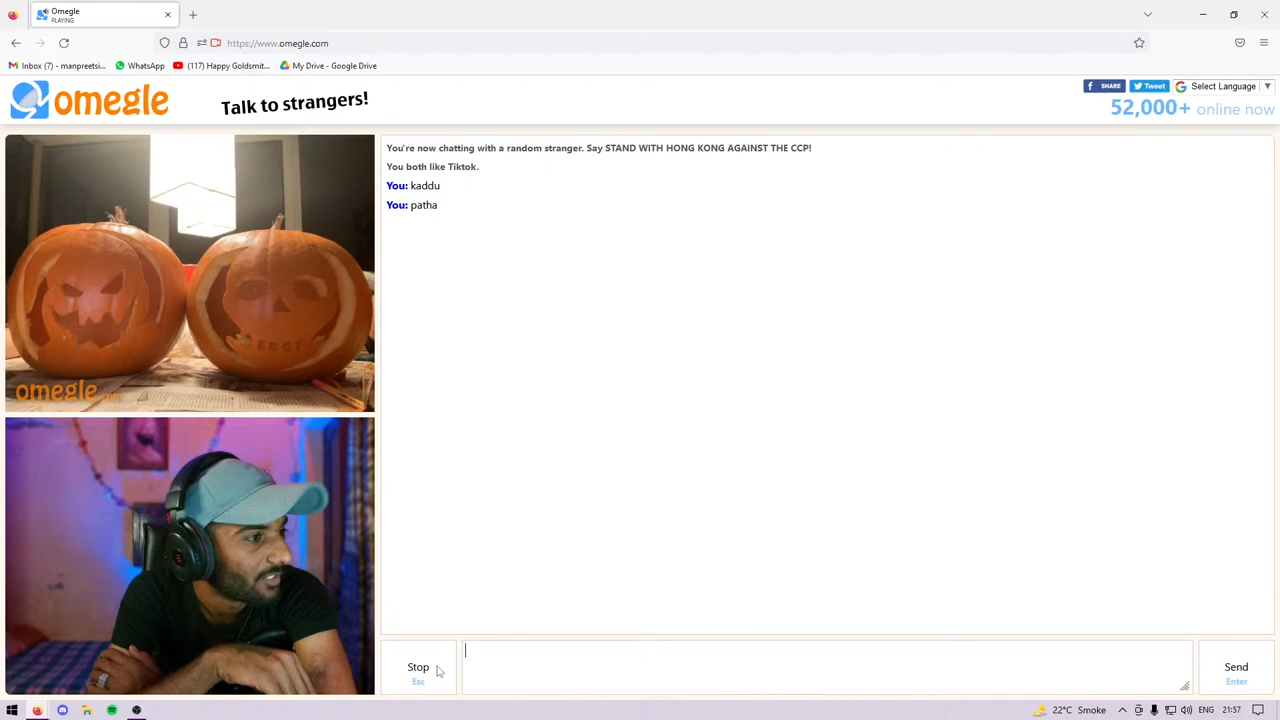 Omegle
PLAYING
https://www.omegle.com
Inbox (7) - manpreetsi...
WhatsApp
(117) Happy Goldsmit...
My Drive - Google Drive
omegle
Talk to strangers!
SHARE
Tweet
Select Language
52,000+ online now
You're now chatting with a random stranger. Say STAND WITH HONG KONG AGAINST THE CCP!
You both like Tiktok.
You: kaddu
You: patha
omegle.com
Stop
Esc
Send
Enter
22°C Smoke
21:57